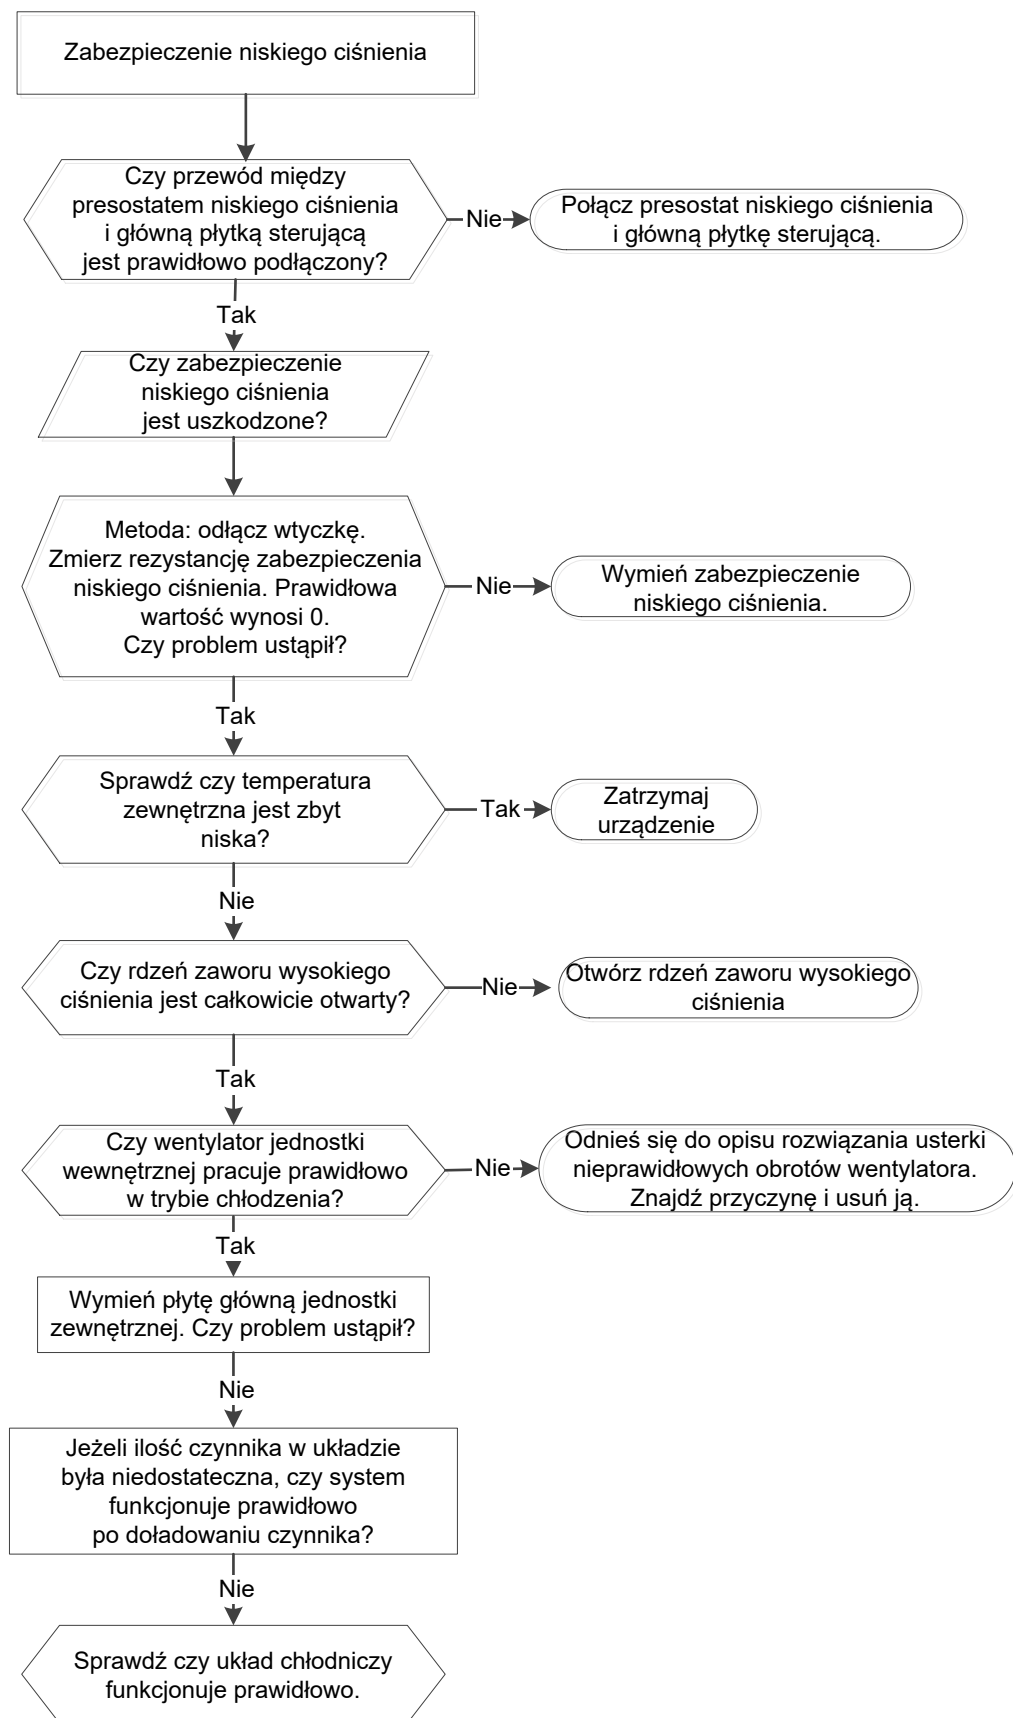 Zabezpieczenie niskiego ciśnienia
Czy przewód między
presostatem niskiego ciśnienia
i główną płytką sterującą
jest prawidłowo podłączony?
Nie
Połącz presostat niskiego ciśnienia
i główną płytkę sterującą.
Tak
Czy zabezpieczenie
niskiego ciśnienia
jest uszkodzone?
Metoda: odłącz wtyczkę.
Zmierz rezystancję zabezpieczenia
niskiego ciśnienia. Prawidłowa
wartość wynosi 0.
Czy problem ustąpił?
Nie
Wymień zabezpieczenie
niskiego ciśnienia.
Tak
Sprawdź czy temperatura
zewnętrzna jest zbyt
niska?
Tak
Zatrzymaj
urządzenie
Nie
Czy rdzeń zaworu wysokiego
ciśnienia jest całkowicie otwarty?
Nie
Otwórz rdzeń zaworu wysokiego
ciśnienia
Tak
Czy wentylator jednostki
wewnętrznej pracuje prawidłowo
w trybie chłodzenia?
Nie
Odnieś się do opisu rozwiązania usterki
nieprawidłowych obrotów wentylatora.
Znajdź przyczynę i usuń ją.
Tak
Wymień płytę główną jednostki
zewnętrznej. Czy problem ustąpił?
Nie
Jeżeli ilość czynnika w układzie
była niedostateczna, czy system
funkcjonuje prawidłowo
po doładowaniu czynnika?
Nie
Sprawdź czy układ chłodniczy
funkcjonuje prawidłowo.